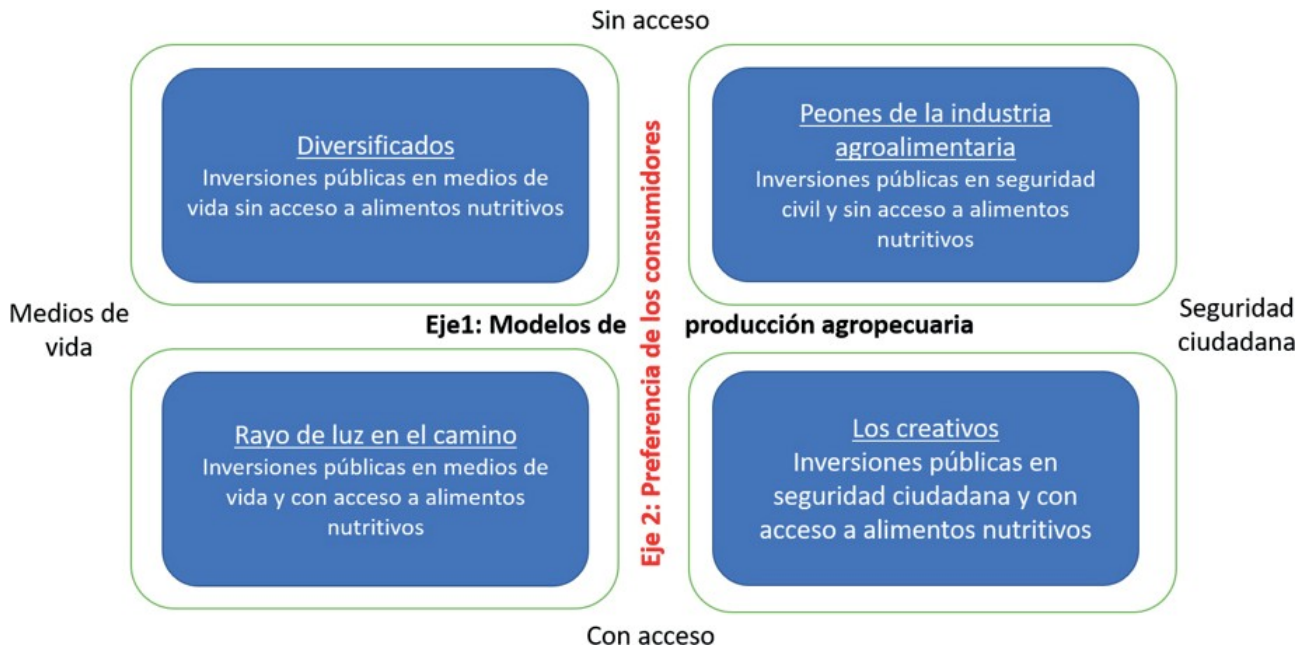 Sin acceso
Diversificados
Inversiones públicas en medios de
vida sin acceso a alimentos nutritivos
Peones de la industria
agroalimentaria
Inversiones públicas en seguridad
civil y sin acceso a alimentos
nutritivos
Medios de
vida
Eje1: Modelos de producción agropecuaria
Eje 2: Preferencia de los consumidores
Seguridad
ciudadana
Rayo de luz en el camino
Inversiones públicas en medios de
vida y con acceso a alimentos
nutritivos
Los creativos
Inversiones públicas en
seguridad ciudadana y con
acceso a alimentos nutritivos
Con acceso